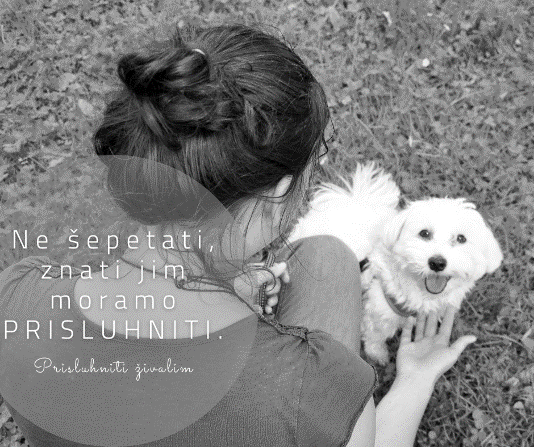 Ne šepetati,
znati jim
moramo
PRISLUHNITI.
Prisluhniti živalim